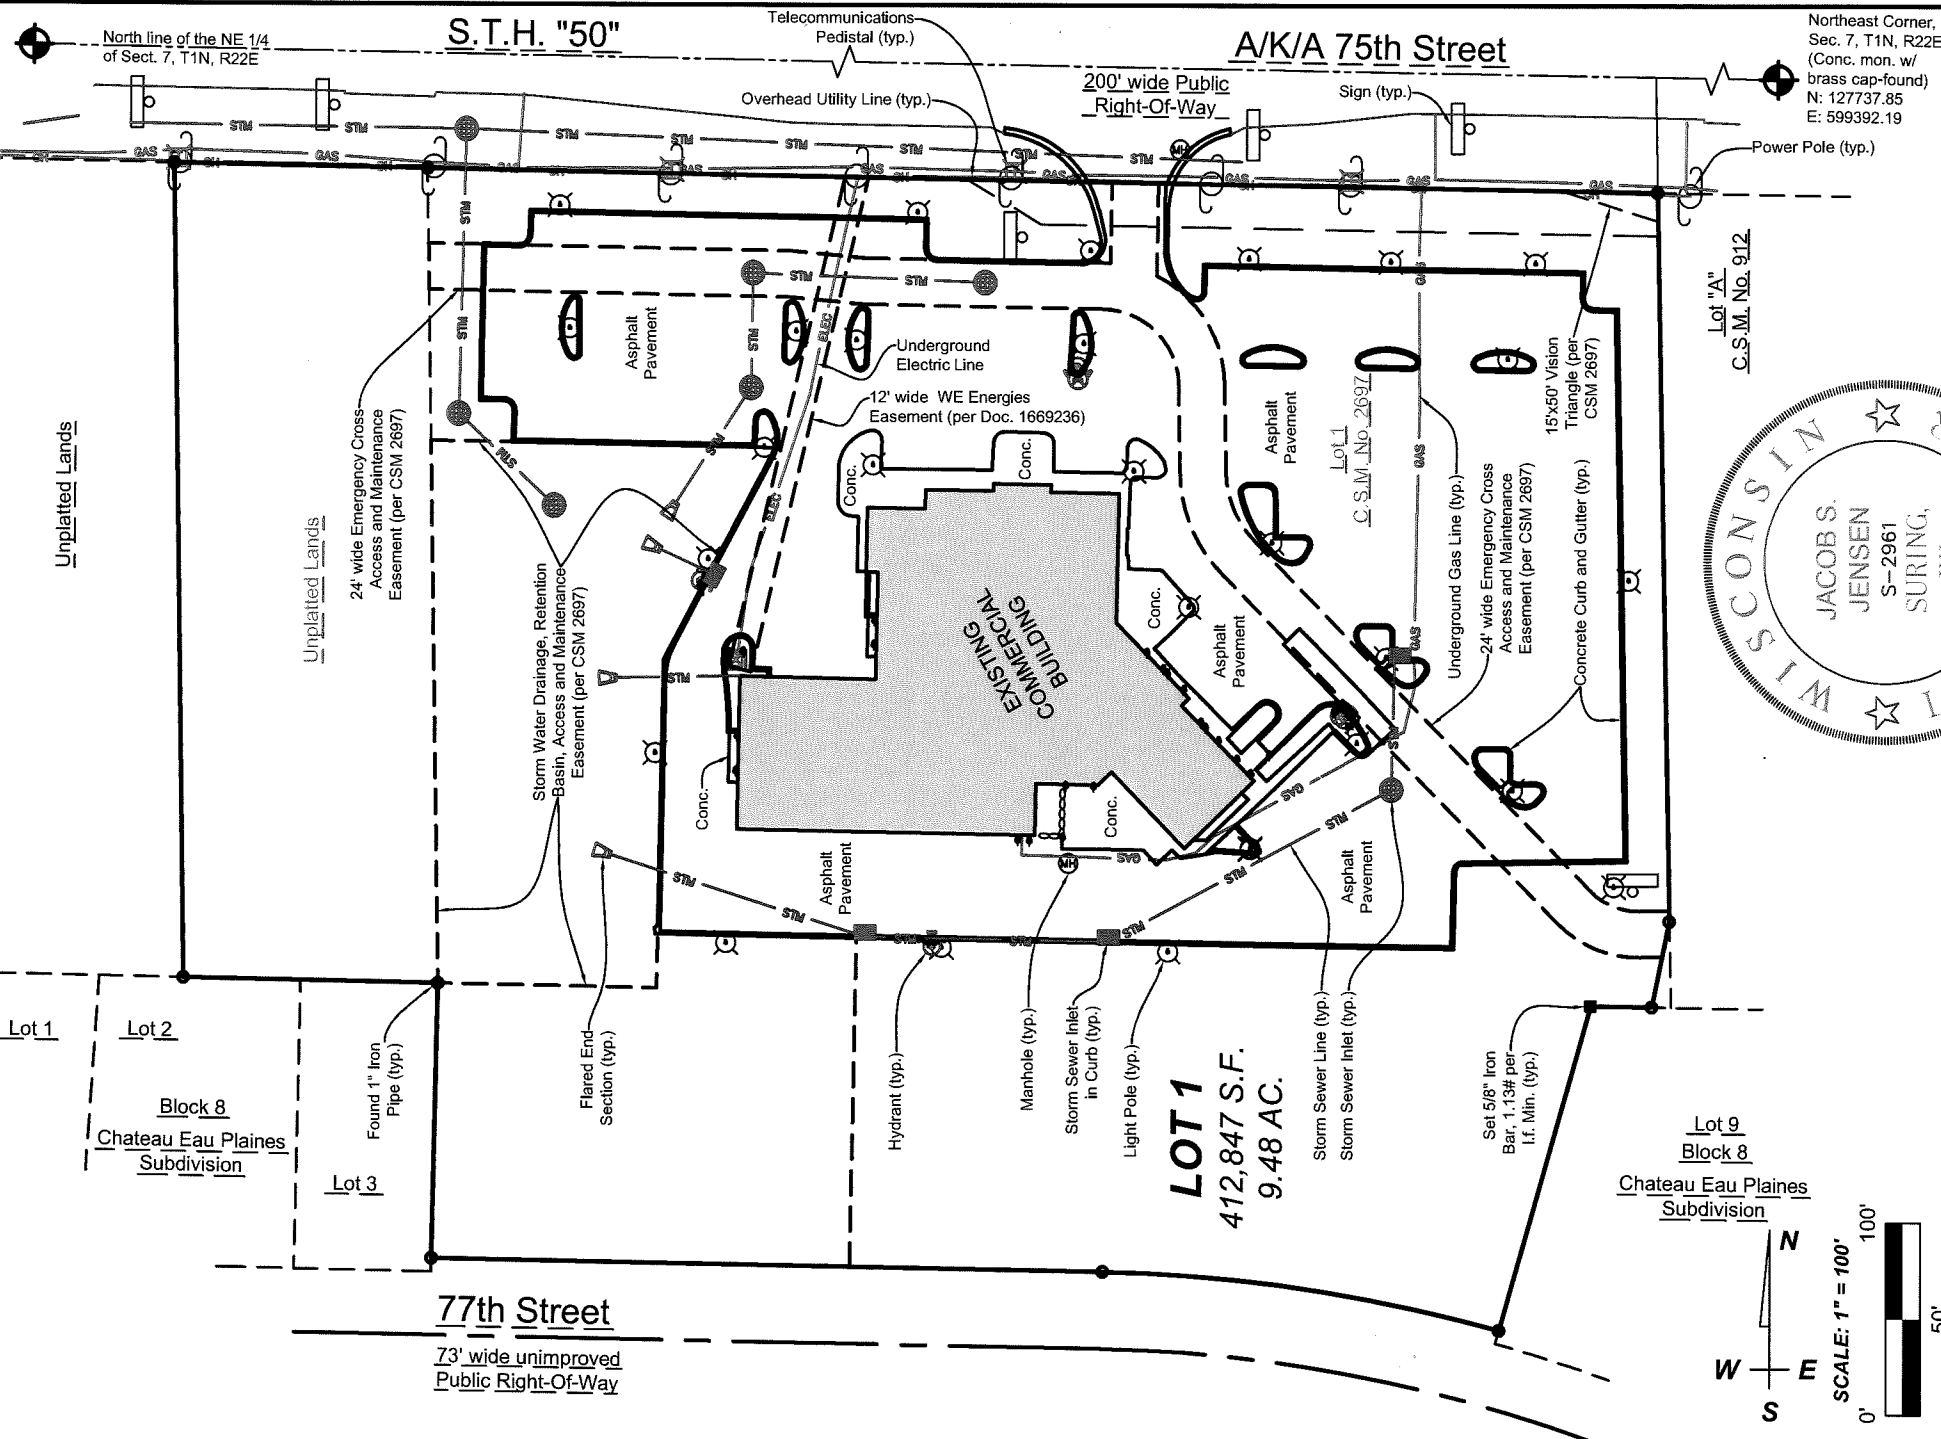 North line of the NE 1/4
of Sect. 7, T1N, R22E
S.T.H. "50"
Telecommunications
Pedestal (typ.)
A/K/A 75th Street
Northeast Corner,
Sec. 7, T1N, R22E
(Conc. mon. w/
brass cap-found)
N: 127737.85
E: 599392.19
Overhead Utility Line (typ.)
200' wide Public
Right-Of-Way
Sign (typ.)
Power Pole (typ.)
Unplatted Lands
Unplatted Lands
24' wide Emergency Cross
Access and Maintenance
Easement (per CSM 2697)
Asphalt
Pavement
Underground
Electric Line
12' wide WE Energies
Easement (per Doc. 1669236)
Asphalt
Pavement
Lot 1
C.S.M. No. 2697
15'x50' Vision
Triangle (per
CSM 2697)
Lot "A"
C.S.M. No. 912
Storm Water Drainage, Retention
Basin, Access and Maintenance
Easement (per CSM 2697)
Conc.
Conc.
Conc.
Conc.
Conc.
EXISTING
COMMERCIAL
BUILDING
Asphalt
Pavement
Underground Gas Line (typ.)
24' wide Emergency Cross
Access and Maintenance
Easement (per CSM 2697)
Concrete Curb and Gutter (typ.)
WISCONSIN
JACOB S.
JENSEN
S-2961
SURING,
Asphalt
Pavement
Asphalt
Pavement
STM
GAS
OH
ELEC
MH
Lot 1
Lot 2
Block 8
Chateau Eau Plaines
Subdivision
Lot 3
Found 1" Iron
Pipe (typ.)
Flared End
Section (typ.)
Hydrant (typ.)
Manhole (typ.)
Storm Sewer Inlet
in Curb (typ.)
Light Pole (typ.)
LOT 1
412,847 S.F.
9.48 AC.
Storm Sewer Line (typ.)
Storm Sewer Inlet (typ.)
Set 5/8" Iron
Bar, 1.13# per
l.f. Min. (typ.)
Lot 9
Block 8
Chateau Eau Plaines
Subdivision
77th Street
73' wide unimproved
Public Right-Of-Way
N
W
E
S
SCALE: 1" = 100'
0'
50'
100'